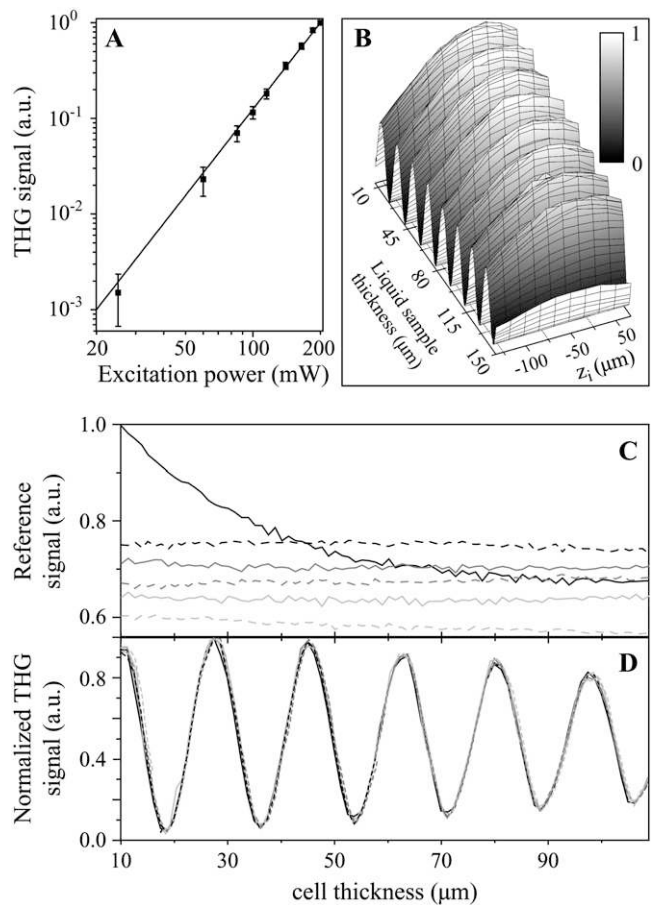 A
THG signal (a.u.)
10^0
10^-1
10^-2
10^-3
20
50
100
200
Excitation power (mW)
B
1
0
10
45
80
115
150
Liquid sample
thickness (μm)
-100
-50
50
z_i (μm)
C
Reference
signal (a.u.)
1.0
0.8
0.6
D
Normalized THG
signal (a.u.)
0.8
0.4
0.0
10
30
50
70
90
cell thickness (μm)